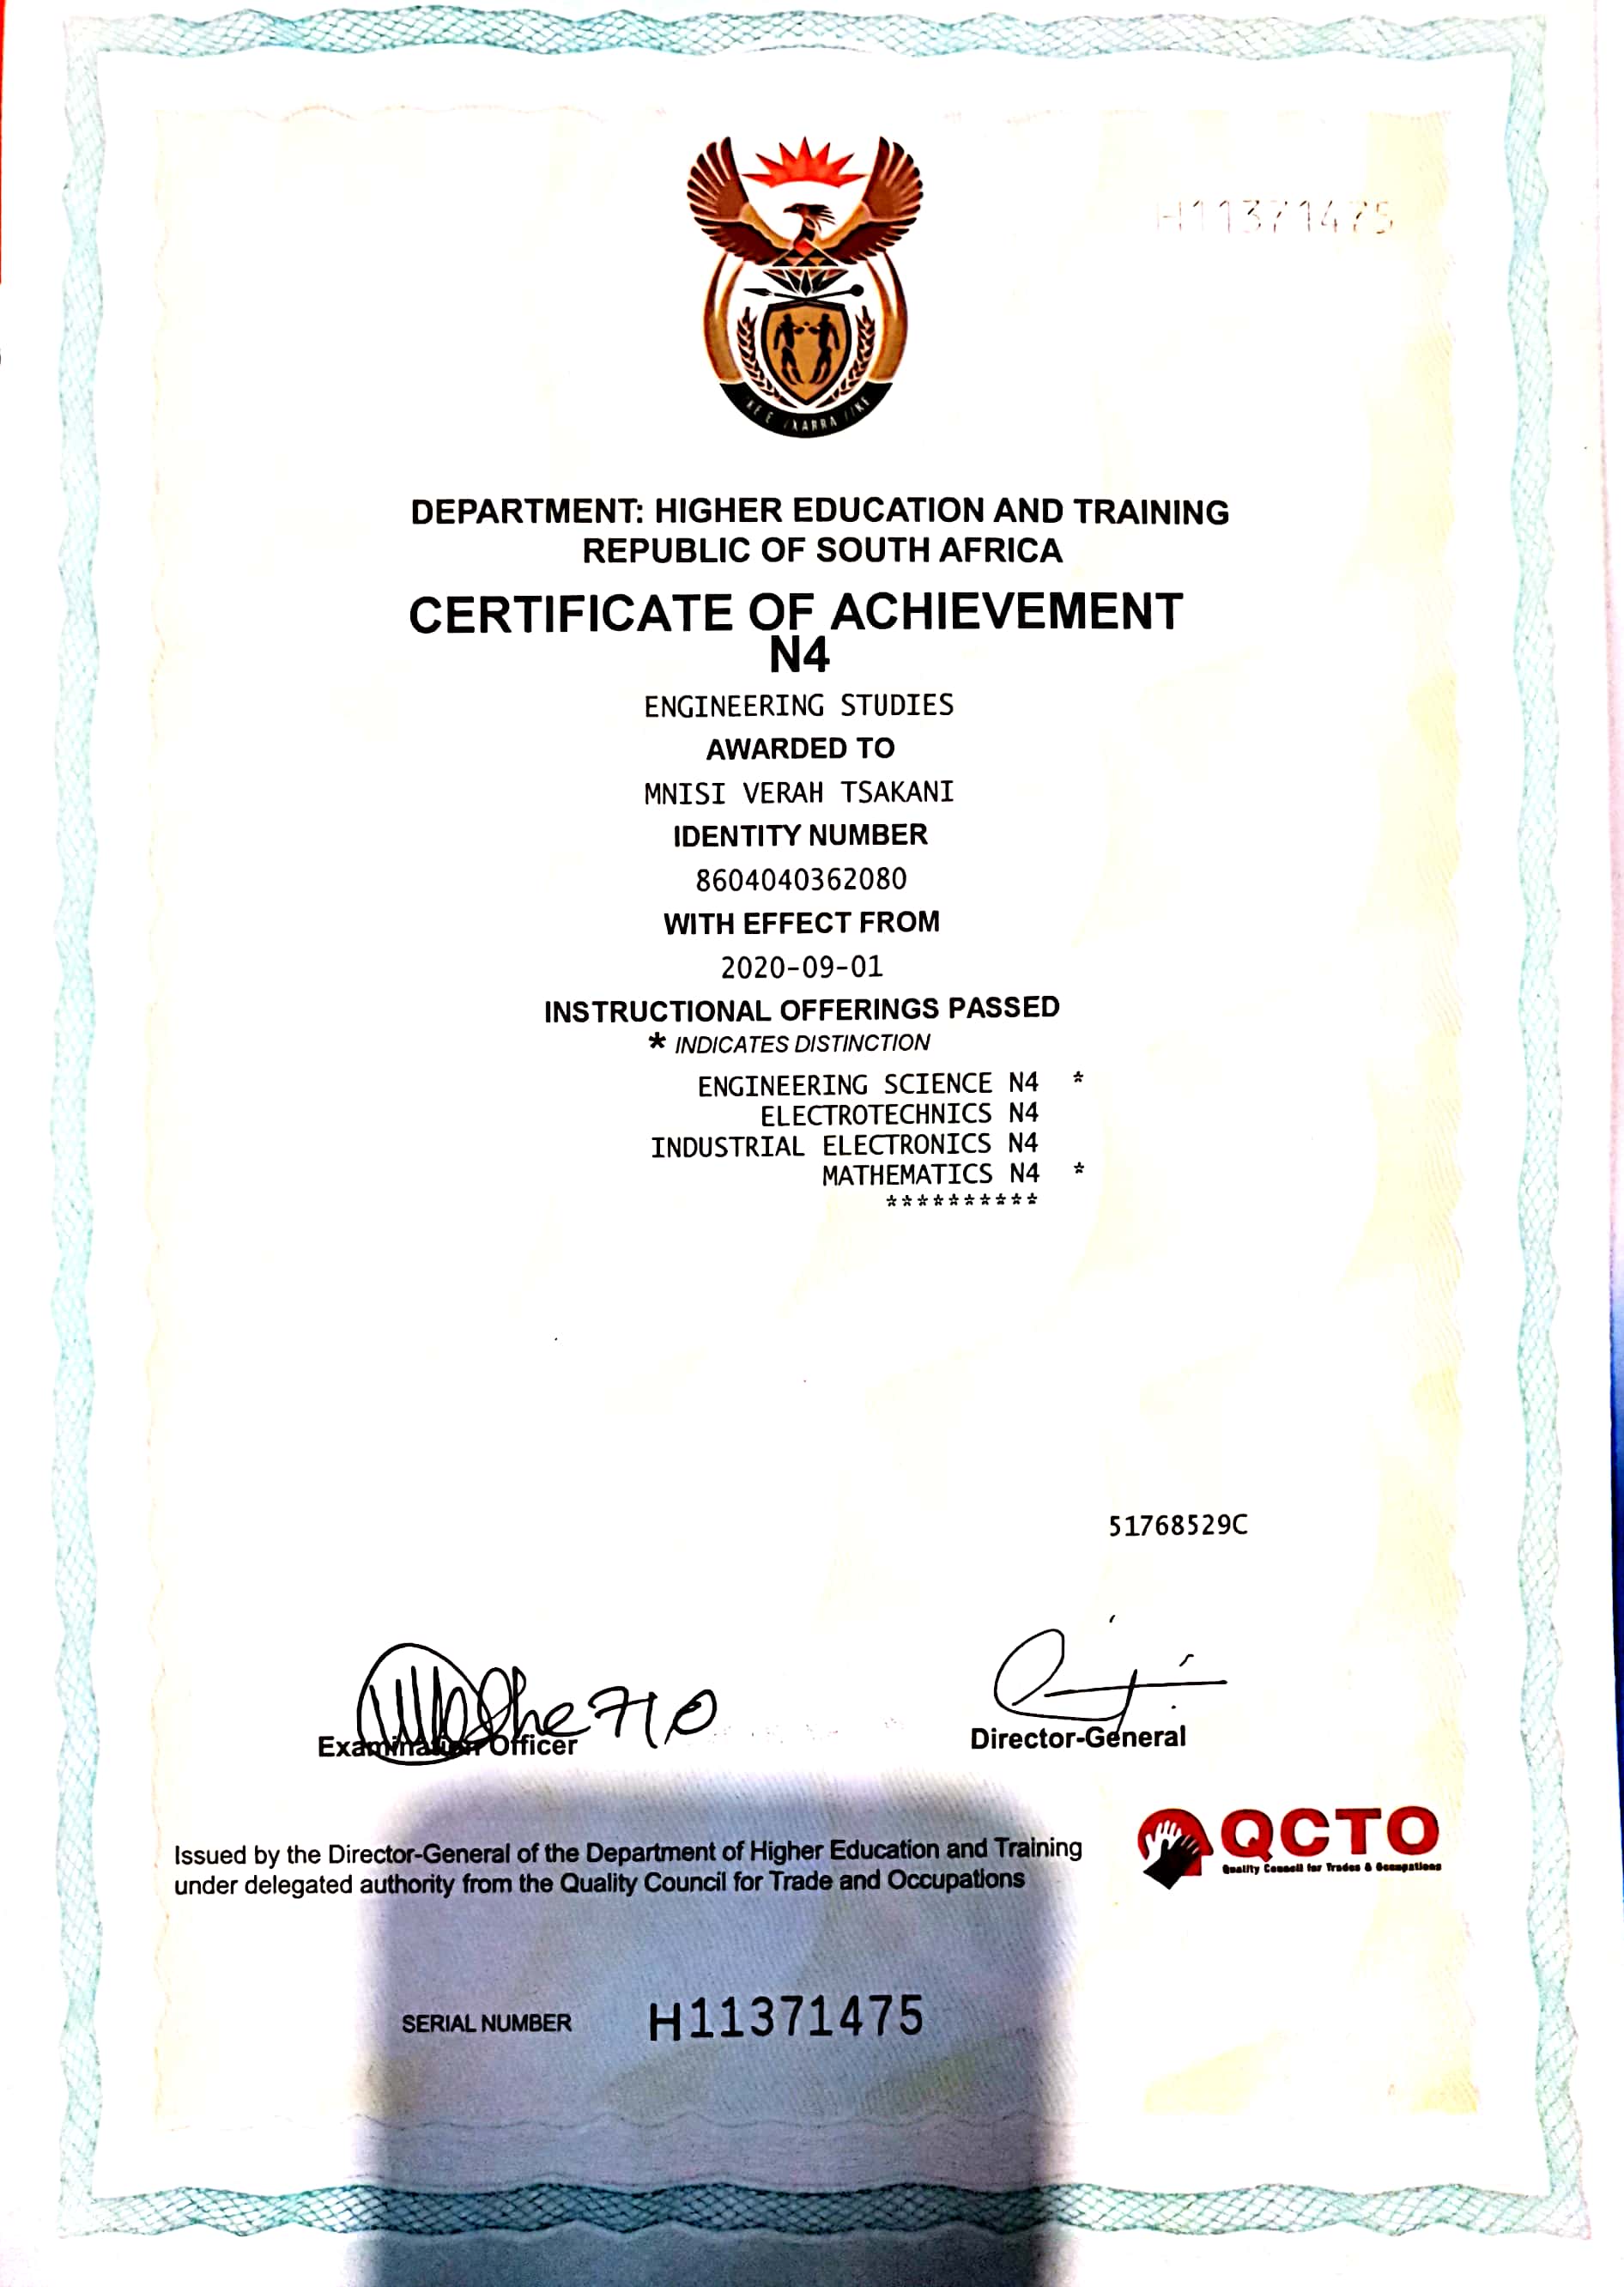 H11371475
DEPARTMENT: HIGHER EDUCATION AND TRAINING
REPUBLIC OF SOUTH AFRICA
CERTIFICATE OF ACHIEVEMENT
N4
ENGINEERING STUDIES
AWARDED TO
MNISI VERAH TSAKANI
IDENTITY NUMBER
8604040362080
WITH EFFECT FROM
2020-09-01
INSTRUCTIONAL OFFERINGS PASSED
* INDICATES DISTINCTION
ENGINEERING SCIENCE N4 *
ELECTROTECHNICS N4
INDUSTRIAL ELECTRONICS N4
MATHEMATICS N4 *
**********
51768529C
Examination Officer
Director-General
Issued by the Director-General of the Department of Higher Education and Training
under delegated authority from the Quality Council for Trade and Occupations
QCTO
Quality Council for Trades & Occupations
SERIAL NUMBER H11371475